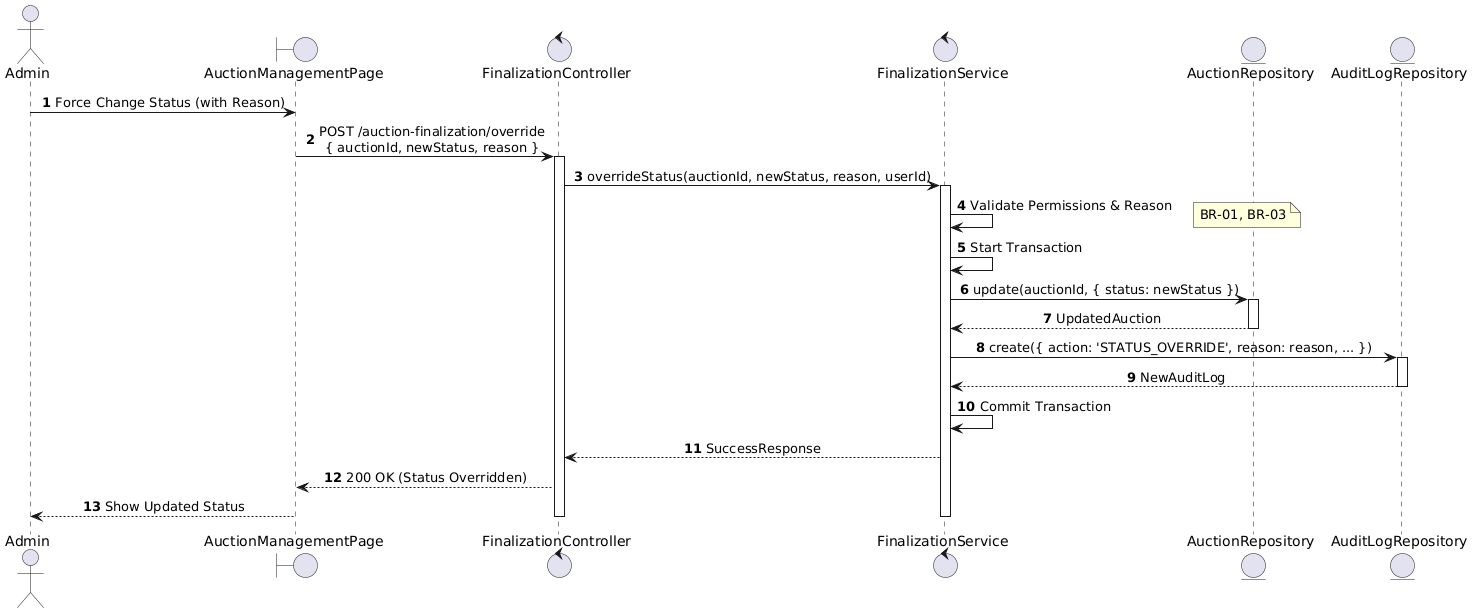 Admin
AuctionManagementPage
FinalizationController
FinalizationService
AuctionRepository
AuditLogRepository
1 Force Change Status (with Reason)
2 POST /auction-finalization/override
{ auctionId, newStatus, reason }
3 overrideStatus(auctionId, newStatus, reason, userId)
4 Validate Permissions & Reason
BR-01, BR-03
5 Start Transaction
6 update(auctionId, { status: newStatus })
7 UpdatedAuction
8 create({ action: 'STATUS_OVERRIDE', reason: reason, ... })
9 NewAuditLog
10 Commit Transaction
11 SuccessResponse
12 200 OK (Status Overridden)
13 Show Updated Status
Admin
AuctionManagementPage
FinalizationController
FinalizationService
AuctionRepository
AuditLogRepository